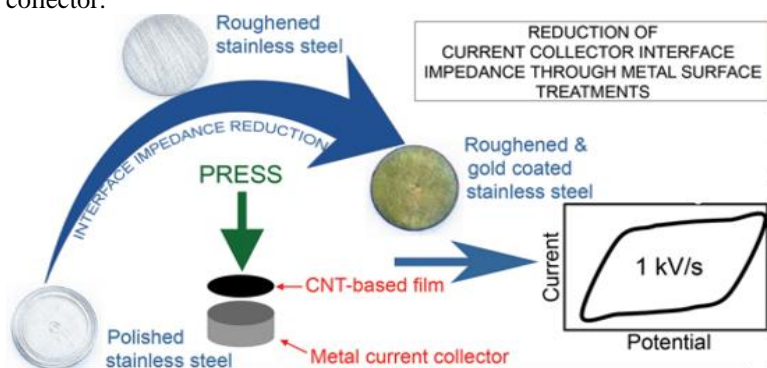 collector.
Roughened
stainless steel
REDUCTION OF
CURRENT COLLECTOR INTERFACE
IMPEDANCE THROUGH METAL SURFACE
TREATMENTS
INTERFACE IMPEDANCE REDUCTION
PRESS
Roughened &
gold coated
stainless steel
CNT-based film
Metal current collector
Polished
stainless steel
Current
1 kV/s
Potential